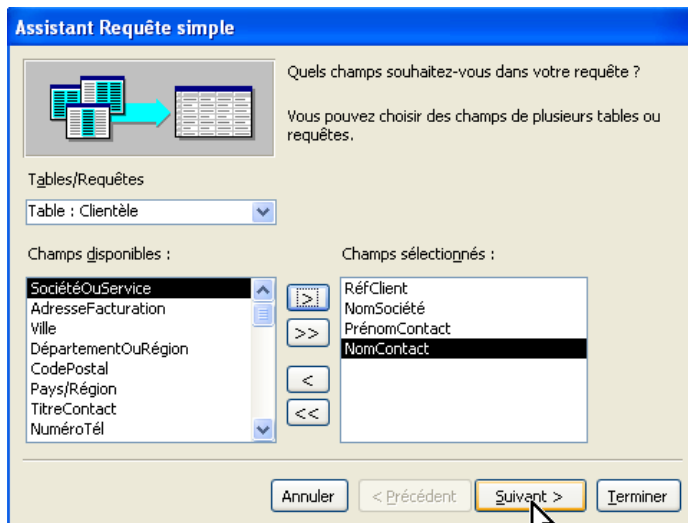 Assistant Requête simple
Quels champs souhaitez-vous dans votre requête ?
Vous pouvez choisir des champs de plusieurs tables ou
requêtes.
Tables/Requêtes
Table : Clientèle
Champs disponibles :
SociétéOuService
AdresseFacturation
Ville
DépartementOuRégion
CodePostal
Pays/Région
TitreContact
NuméroTél
>
>>
<
<<
Champs sélectionnés :
RéfClient
NomSociété
PrénomContact
NomContact
Annuler
< Précédent
Suivant >
Terminer